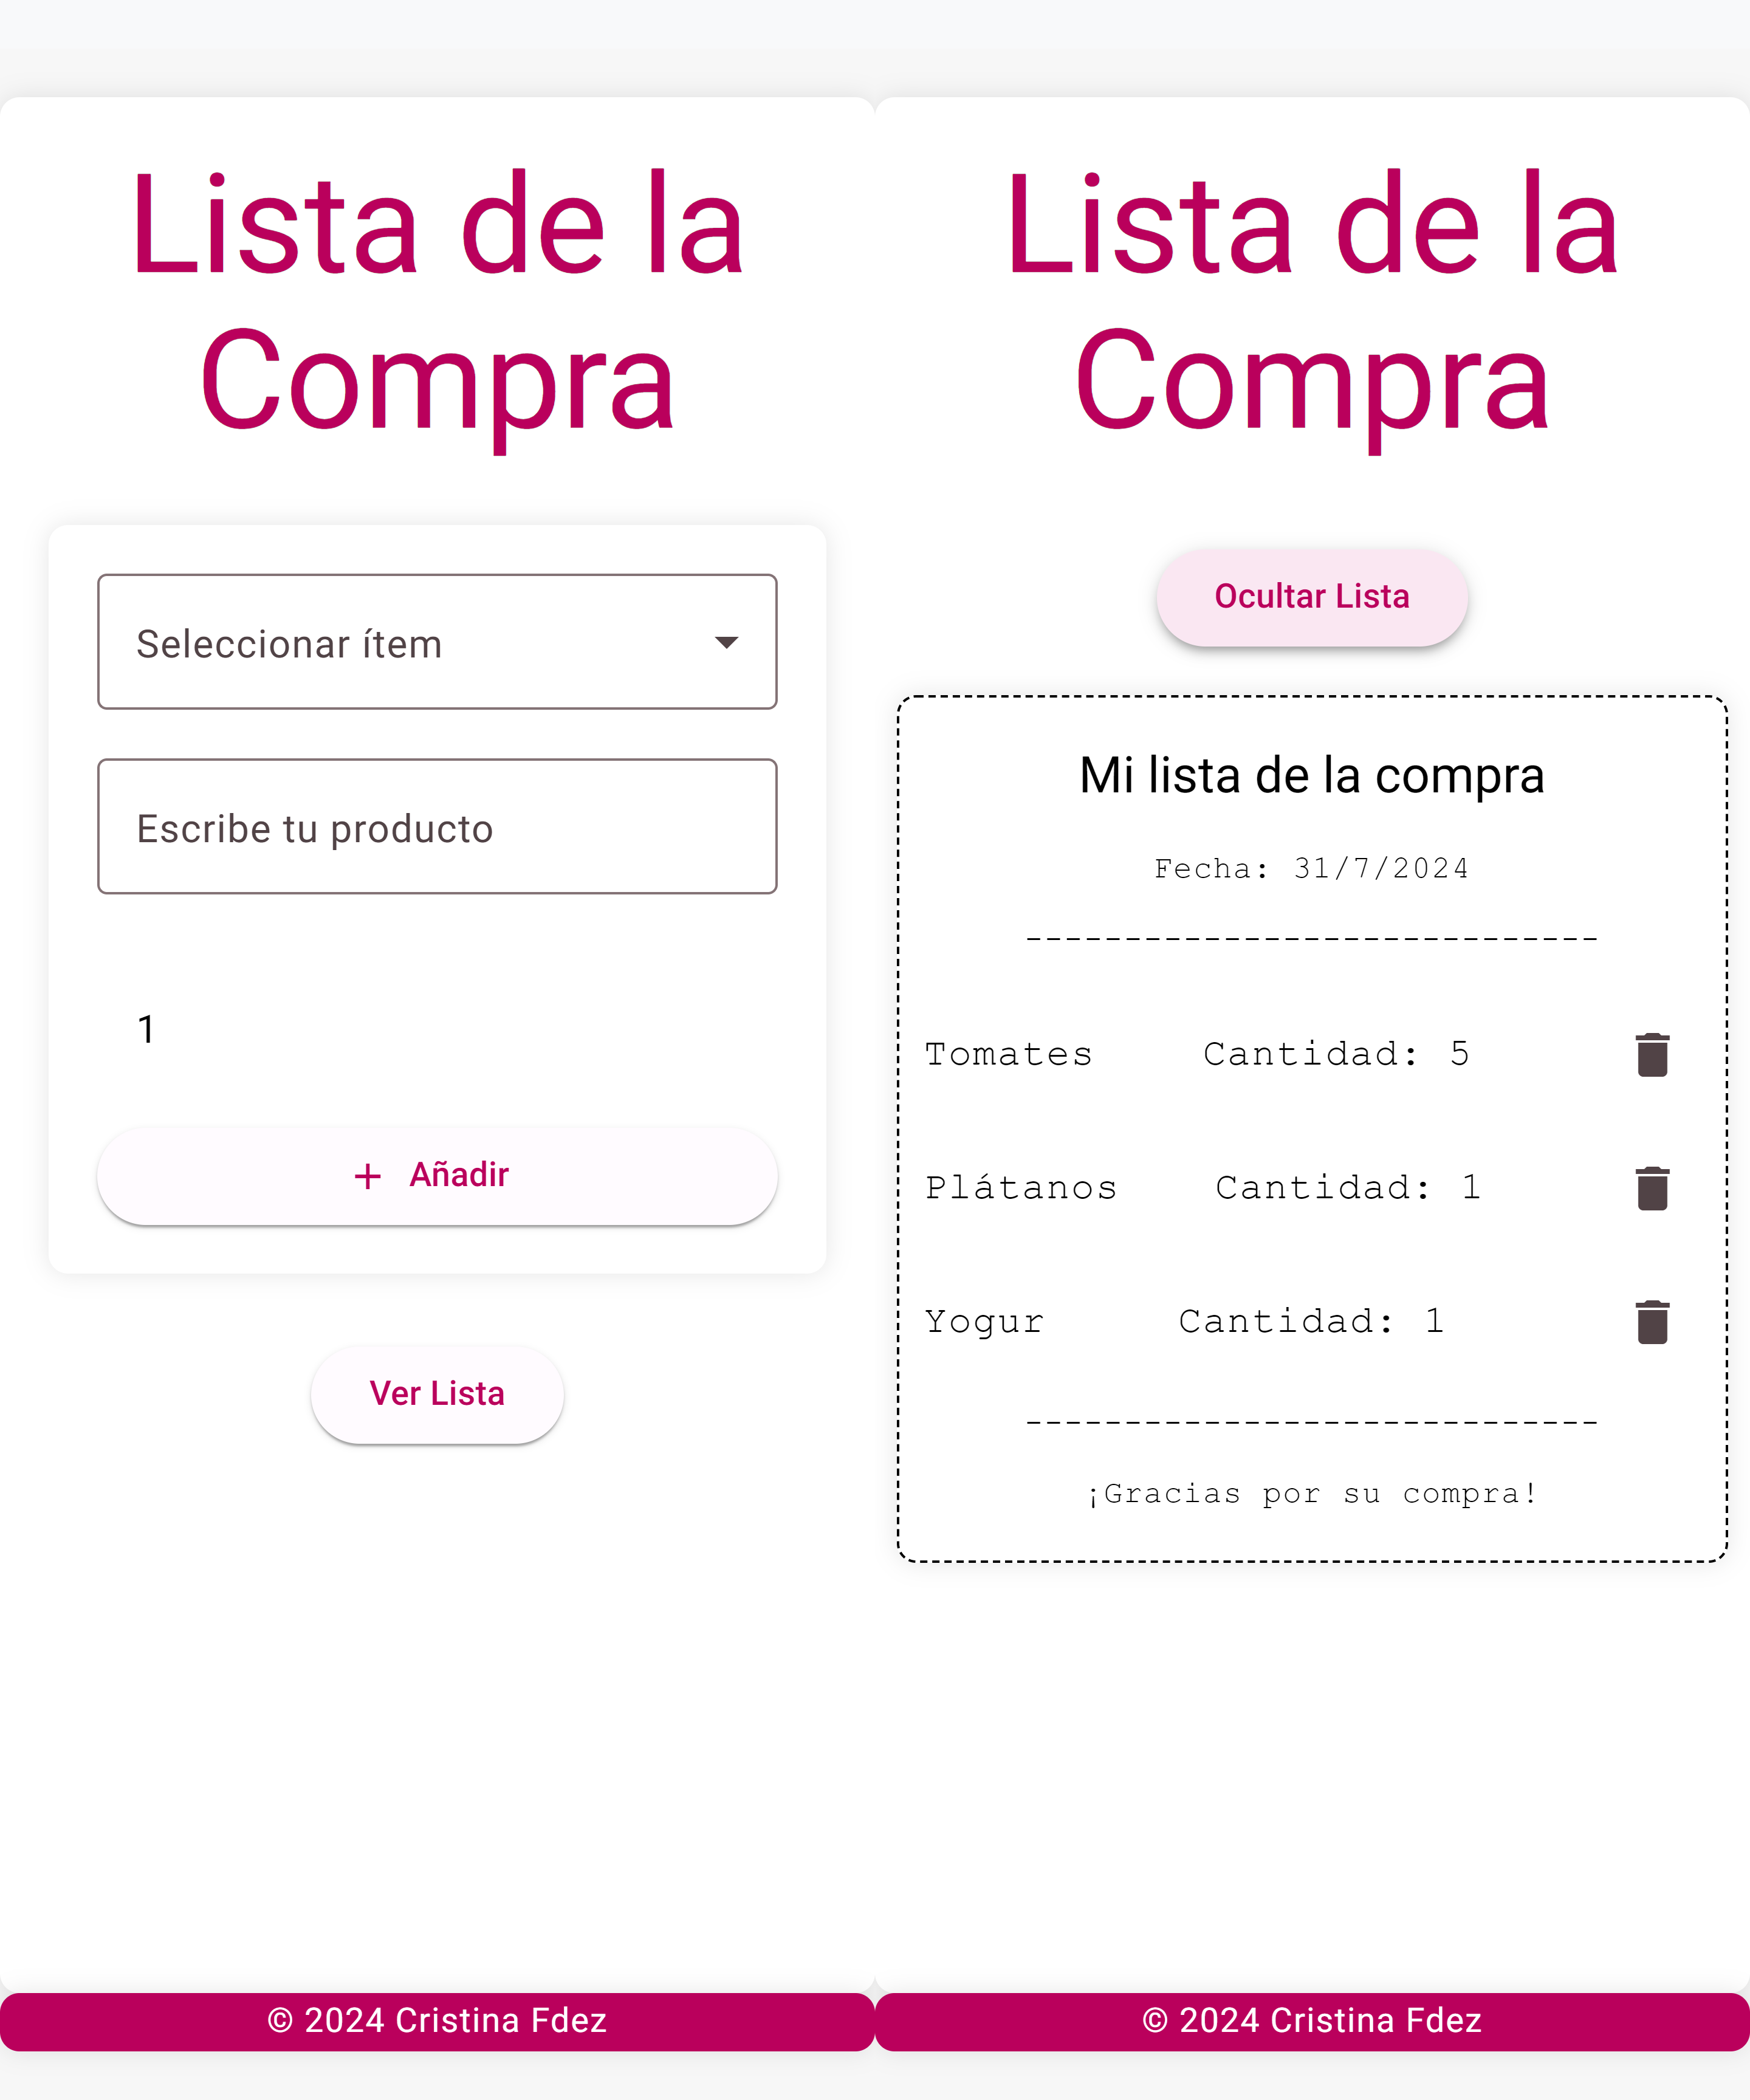 Lista de la
Compra
Seleccionar ítem
Escribe tu producto
1
+ Añadir
Ver Lista
© 2024 Cristina Fdez
Lista de la
Compra
Ocultar Lista
Mi lista de la compra
Fecha: 31/7/2024
-----------------------------
Tomates Cantidad: 5
Plátanos Cantidad: 1
Yogur Cantidad: 1
-----------------------------
¡Gracias por su compra!
© 2024 Cristina Fdez